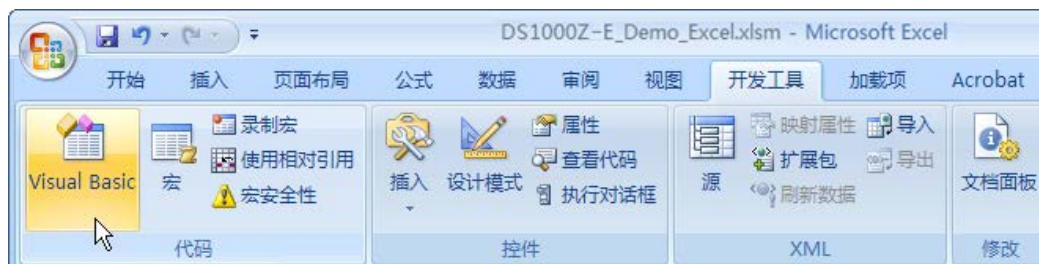 DS1000Z-E_Demo_Excel.xlsm - Microsoft Excel
开始 插入 页面布局 公式 数据 审阅 视图 开发工具 加载项 Acrobat
Visual Basic
宏
录制宏
使用相对引用
宏安全性
代码
插入
设计模式
属性
查看代码
执行对话框
控件
源
映射属性
扩展包
刷新数据
导入
导出
XML
文档面板
修改